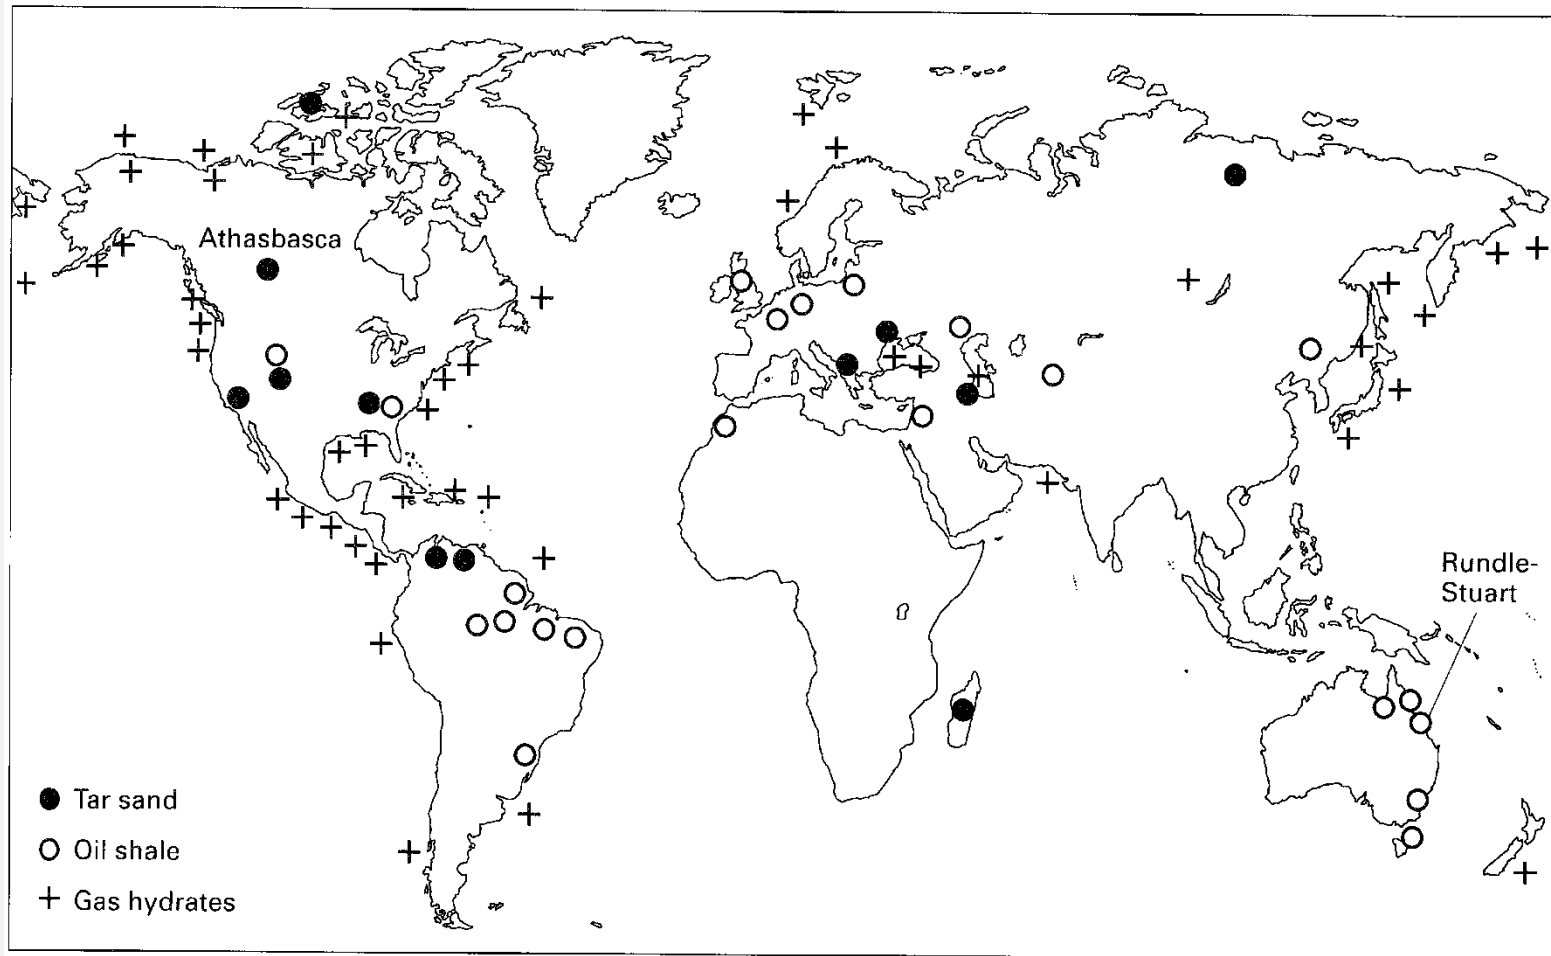 Athasbasca
Rundle-
Stuart
Tar sand
Oil shale
Gas hydrates